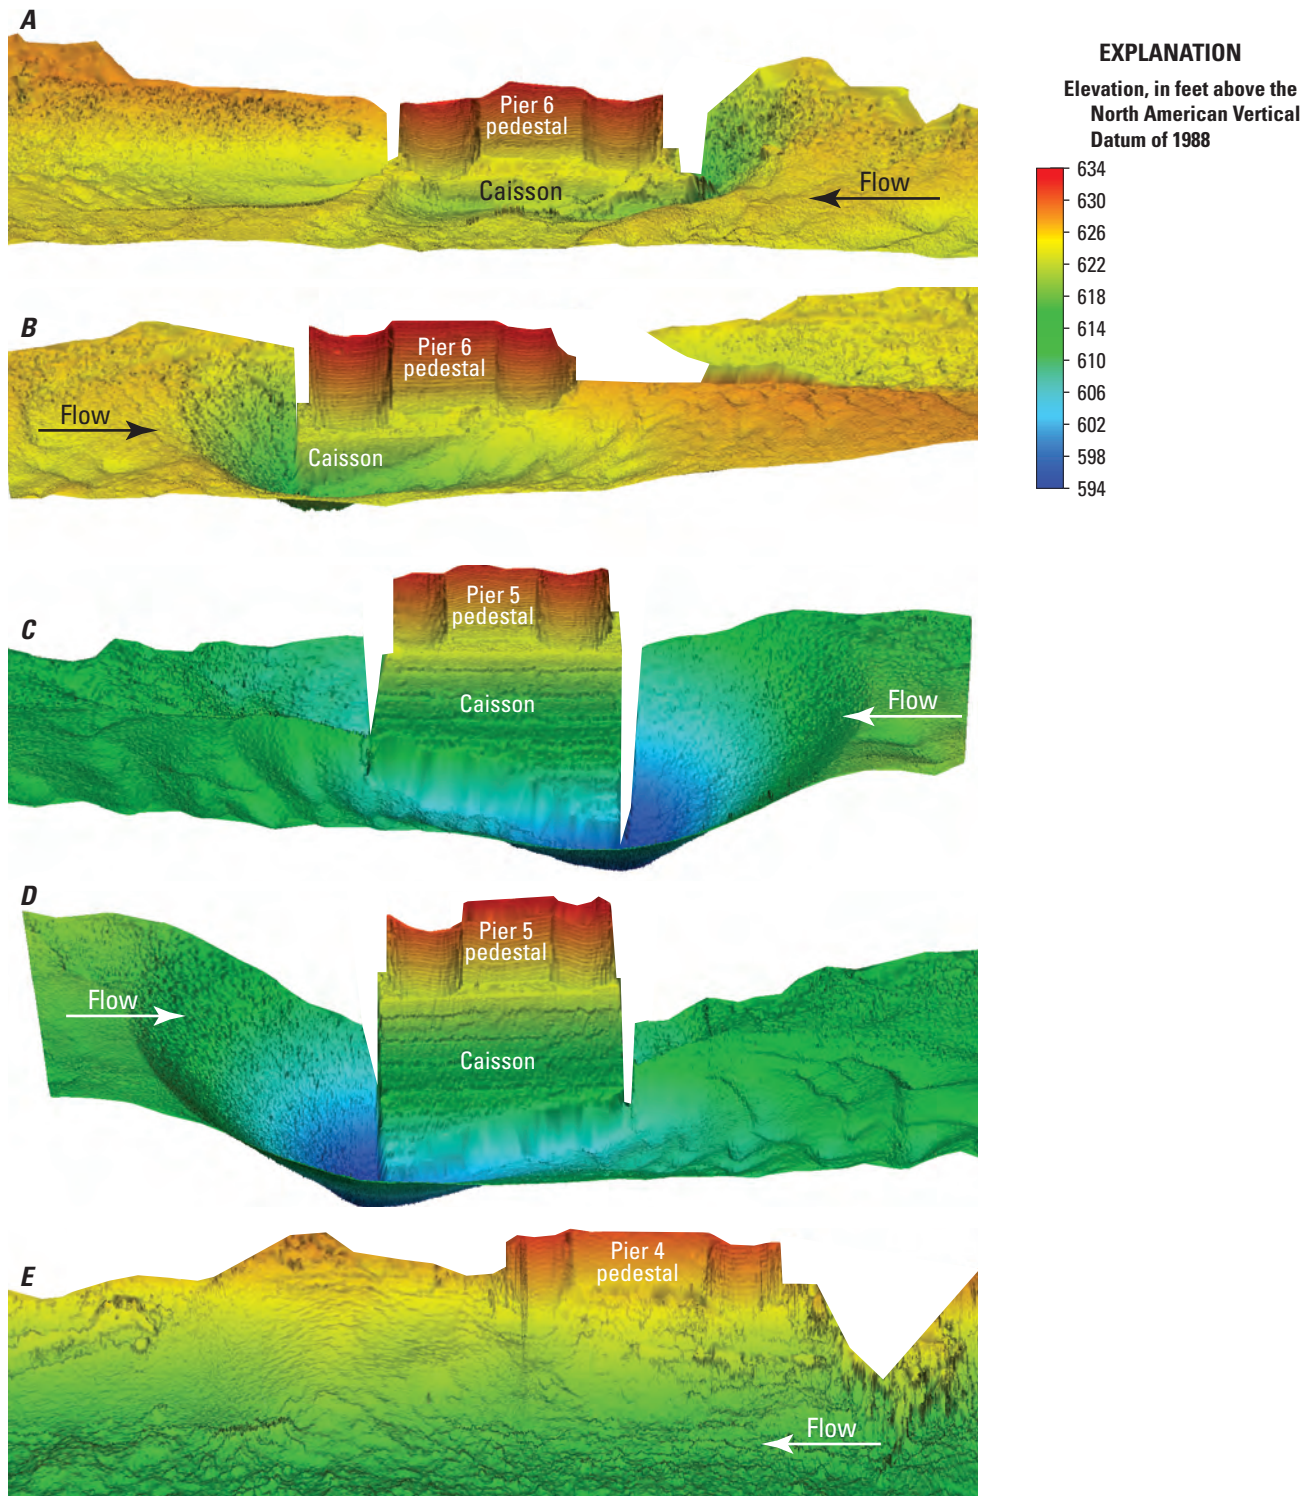 A
Pier 6
pedestal
Caisson
Flow
EXPLANATION
Elevation, in feet above the
North American Vertical
Datum of 1988
634
630
626
622
618
614
610
606
602
598
594
B
Pier 6
pedestal
Flow
Caisson
C
Pier 5
pedestal
Caisson
Flow
D
Pier 5
pedestal
Flow
Caisson
E
Pier 4
pedestal
Flow